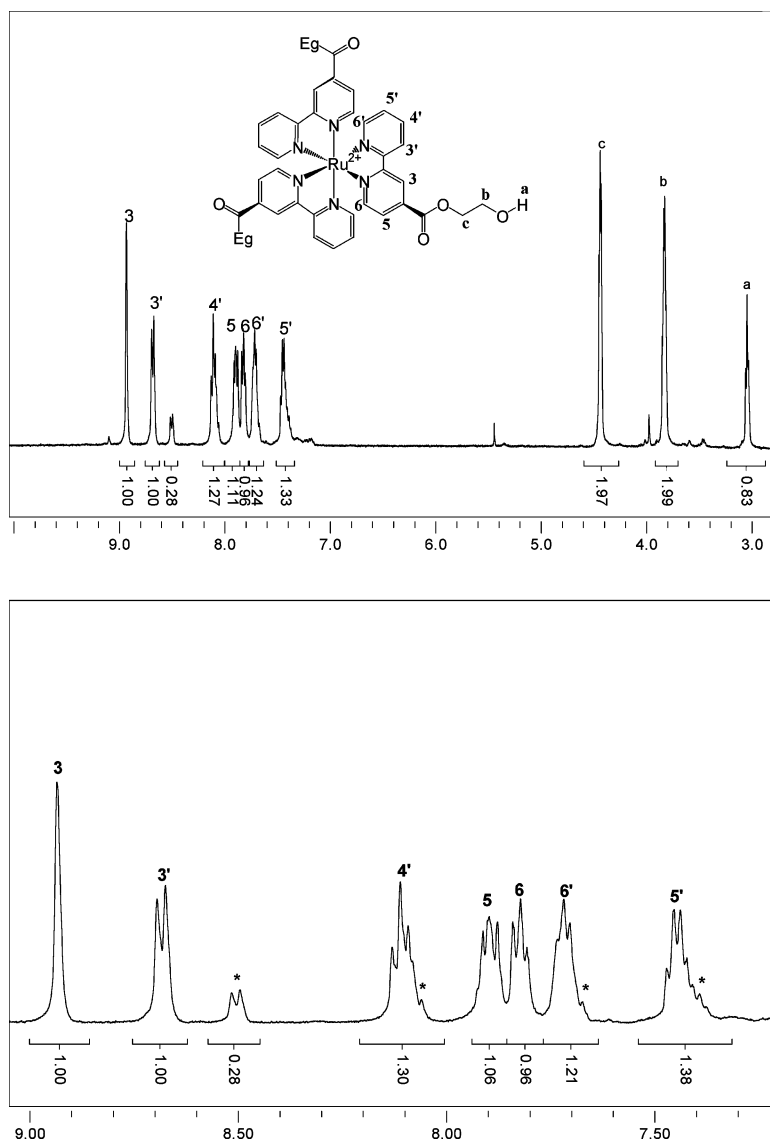 Eg O
5'
6' 4'
N N 3'
N Ru2+ N
3
b a
N N 6 O O H
O 5 O c
Eg
3
3'
4'
5 6 6'
5'
c
b
a
1.00 1.00 0.28 1.27 1.11 0.96 1.24 1.33 1.97 1.99 0.83
9.0 8.0 7.0 6.0 5.0 4.0 3.0
3
3'
*
4'
*
5 6 6'
*
5'
*
1.00 1.00 0.28 1.30 1.06 0.96 1.21 1.38
9.00 8.50 8.00 7.50